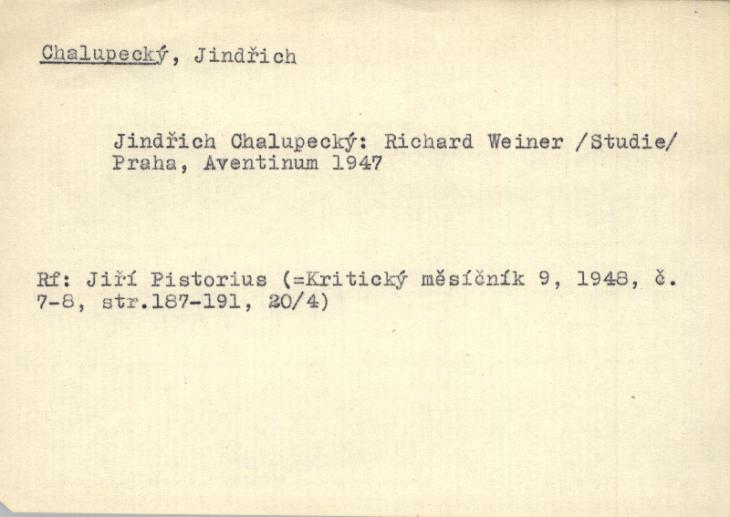 Chalupecký, Jindřich
Jindřich Chalupecký: Richard Weiner /Studie/
Praha, Aventinum 1947
Rf: Jiří Pistorius (=Kritický měsíčník 9, 1948, č.
7-8, str.187-191, 20/4)